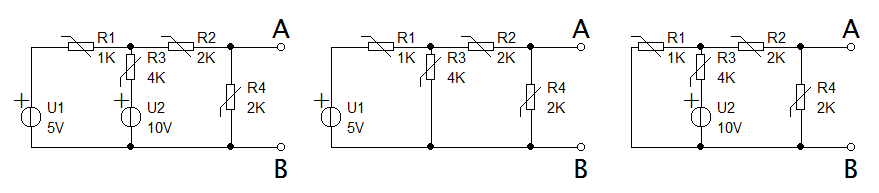 A A A
R1 R2 R1 R2 R1 R2
1K R3 2K 1K R3 2K 1K R3 2K
4K R4 4K R4 4K R4
+ U1 + U2 2K + U1 2K + U2 2K
5V 10V 5V 10V
B B B